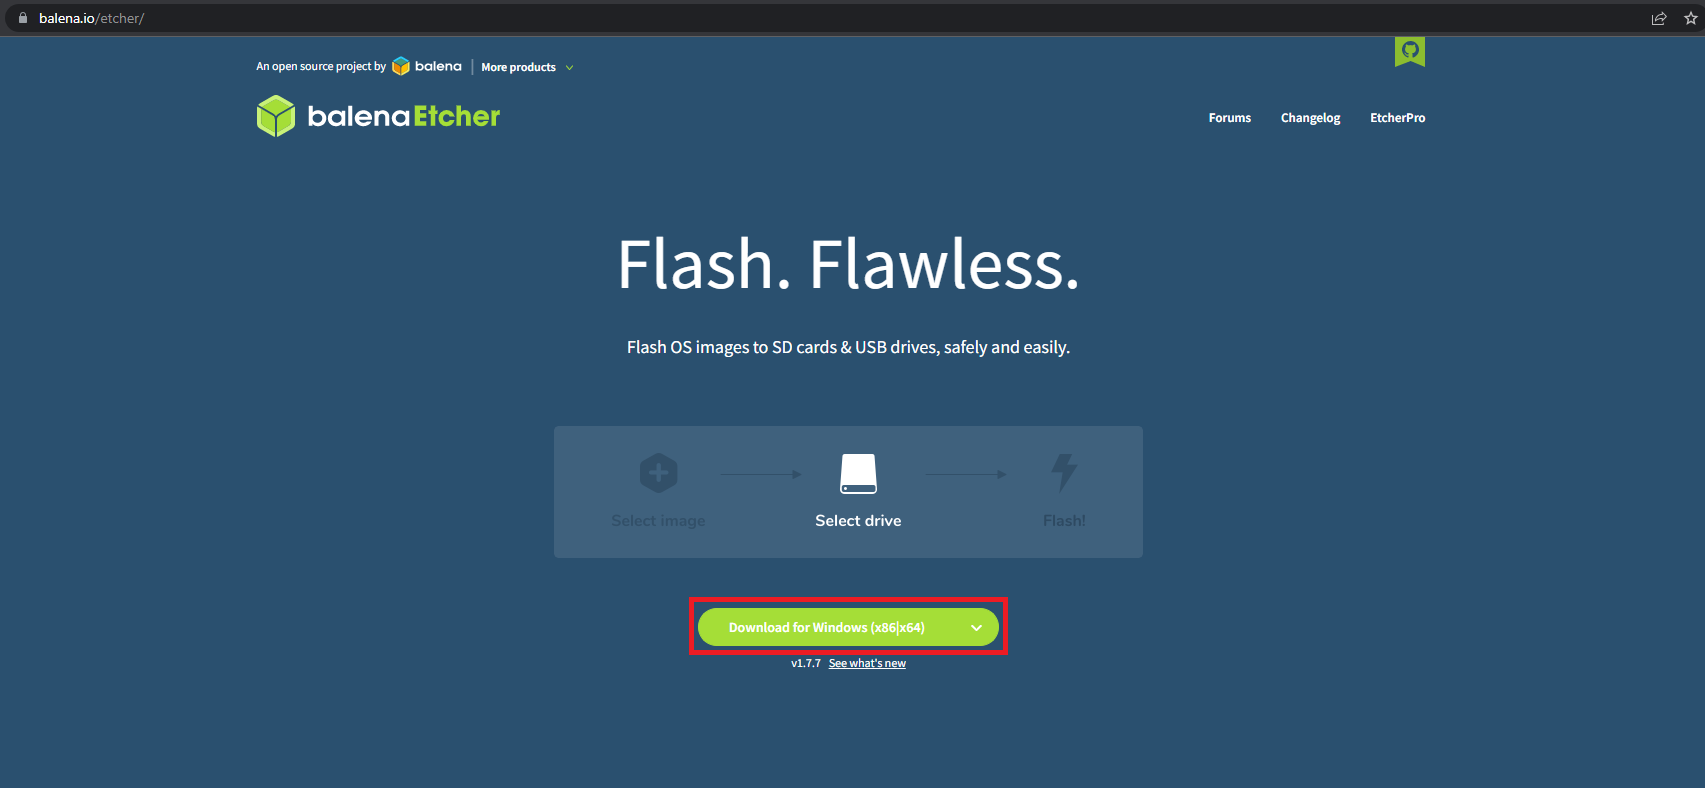 balena.io/etcher/
An open source project by balena | More products
balenaEtcher
Forums Changelog EtcherPro
Flash. Flawless.
Flash OS images to SD cards & USB drives, safely and easily.
Select image Select drive Flash!
Download for Windows (x86|x64)
v1.7.7 See what's new